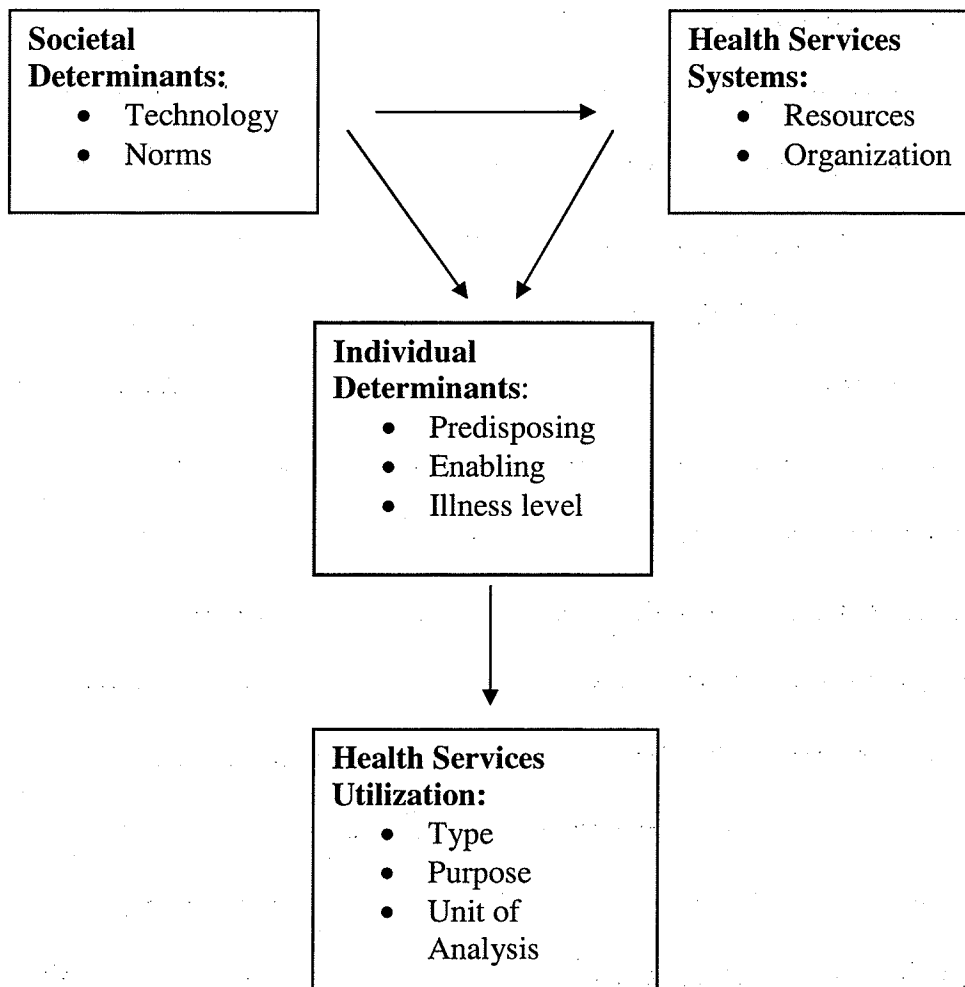 Societal
Determinants:
• Technology
• Norms
Health Services
Systems:
• Resources
• Organization
Individual
Determinants:
• Predisposing
• Enabling
• Illness level
Health Services
Utilization:
• Type
• Purpose
• Unit of
Analysis